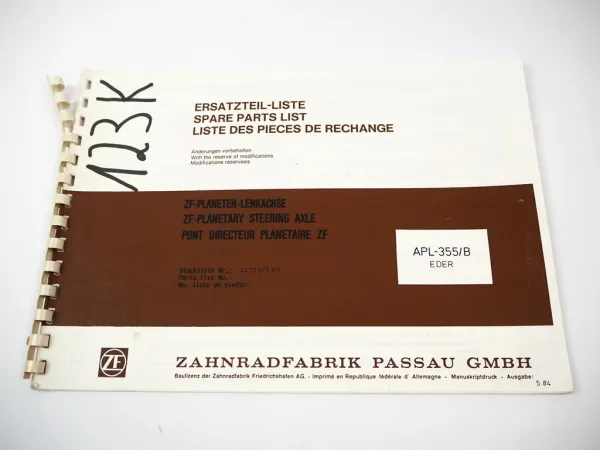 123K
ERSATZTEIL-LISTE
SPARE PARTS LIST
LISTE DES PIECES DE RECHANGE
Änderungen vorbehalten
With the reserve of modifications
Modifications reservees
ZF-PLANETEN-LENKACHSE
ZF-PLANETARY STEERING AXLE
PONT DIRECTEUR PLANETAIRE ZF
APL-355/B
EDER
Stückliste Nr.:
Parts list No.:
No. liste de pieces:
ZF
ZAHNRADFABRIK PASSAU GMBH
Baulizenz der Zahnradfabrik Friedrichshafen AG. - Imprimé en Republique fédérale d' Allemagne - Manuskriptdruck - Ausgabe:
5.84